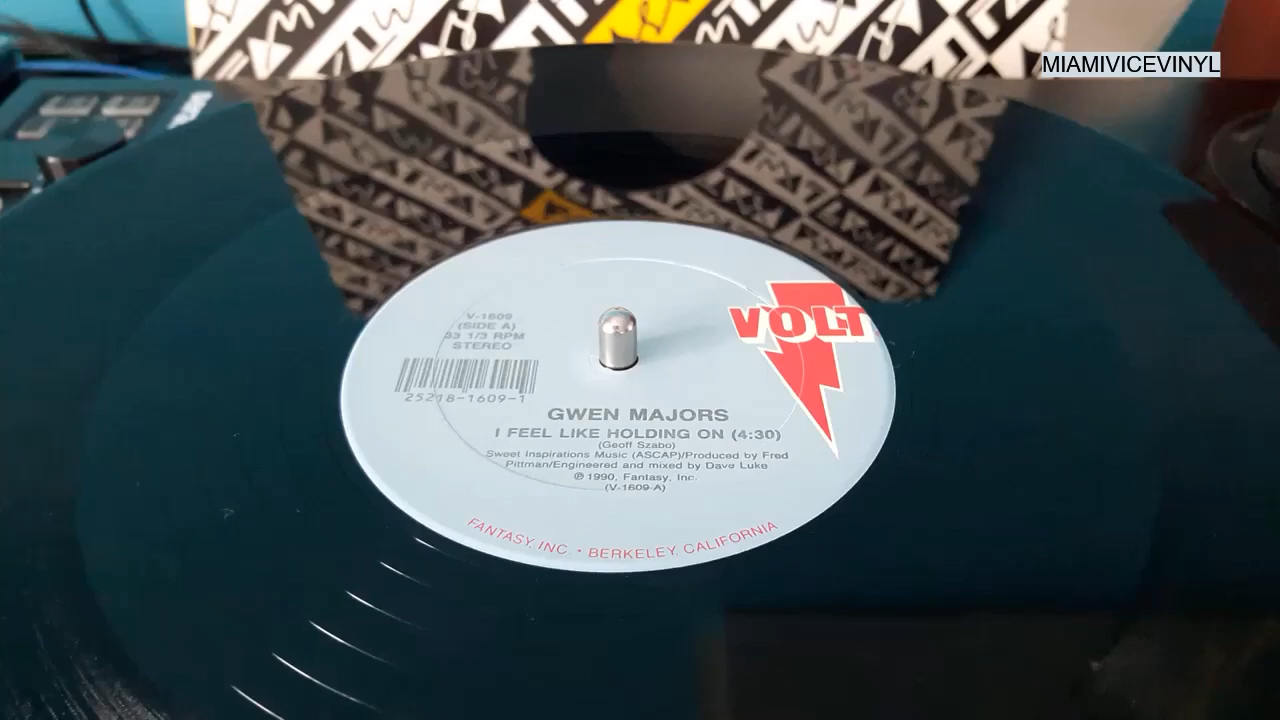 MIAMIVICEVINYL
VOLT
V-1609
(SIDE A)
33 1/3 RPM
STEREO
25218-1609-1
GWEN MAJORS
I FEEL LIKE HOLDING ON (4:30)
(Geoff Szabo)
Sweet Inspirations Music (ASCAP)/Produced by Fred
Pittman/Engineered and mixed by Dave Luke
℗ 1990, Fantasy, Inc.
(V-1609-A)
FANTASY, INC. • BERKELEY, CALIFORNIA